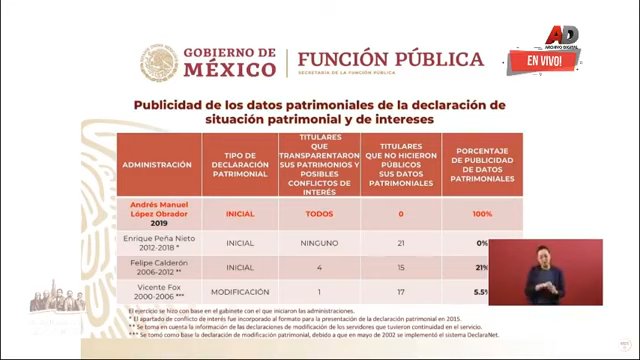 GOBIERNO DE
MÉXICO
FUNCIÓN PÚBLICA
SECRETARÍA DE LA FUNCIÓN PÚBLICA
AD
ARCHIVO DIGITAL
EN VIVO!
Publicidad de los datos patrimoniales de la declaración de
situación patrimonial y de intereses
ADMINISTRACIÓN
TIPO DE
DECLARACIÓN
PATRIMONIAL
TITULARES
QUE
TRANSPARENTARON
SUS PATRIMONIOS Y
POSIBLES
CONFLICTOS DE
INTERÉS
TITULARES
QUE NO HICIERON
PÚBLICOS
SUS DATOS
PATRIMONIALES
PORCENTAJE
DE PUBLICIDAD
DE DATOS
PATRIMONIALES
Andrés Manuel
López Obrador
2019
INICIAL
TODOS
0
100%
Enrique Peña Nieto
2012-2018 *
INICIAL
NINGUNO
21
0%
Felipe Calderón
2006-2012 **
INICIAL
4
15
21%
Vicente Fox
2000-2006 ***
MODIFICACIÓN
1
17
5.5%
El ejercicio se hizo con base en el gabinete con el que iniciaron las administraciones.
* El apartado de conflicto de interés fue incorporado al formato para la presentación de la declaración patrimonial en 2015.
** Se toma en cuenta la información de las declaraciones de modificación de los servidores que tuvieron continuidad en el servicio.
***Se tomó como base la declaración de modificación patrimonial, debido a que en mayo de 2002 se implementó el sistema DeclaraNet.